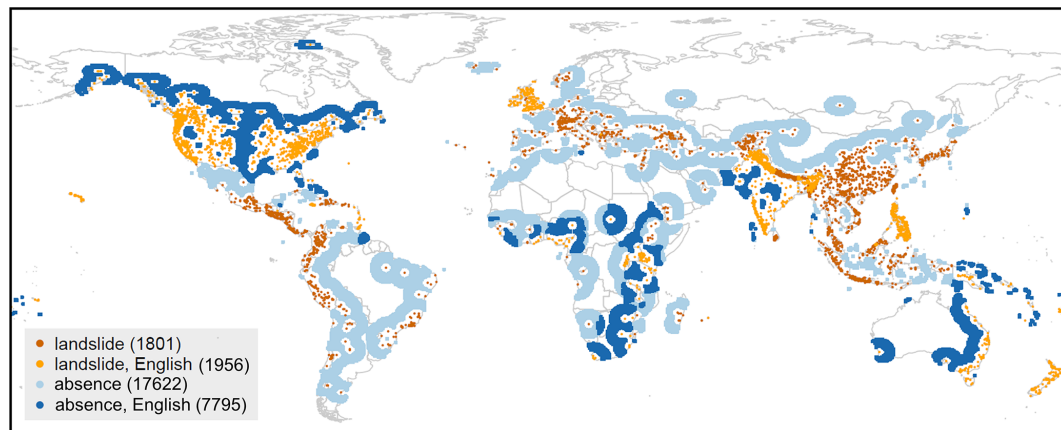 landslide (1801)
landslide, English (1956)
absence (17622)
absence, English (7795)